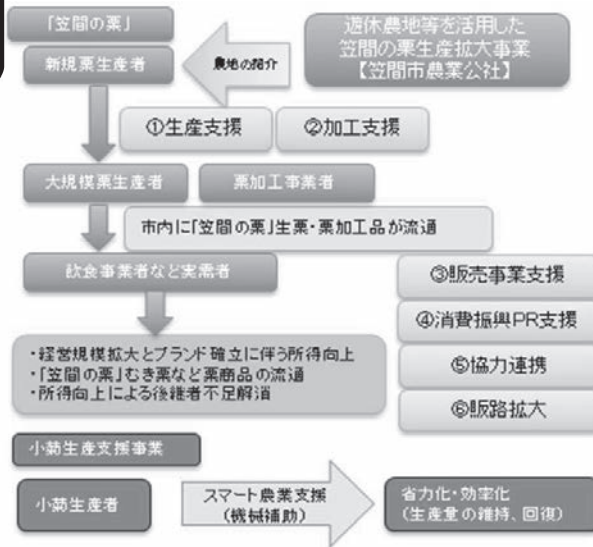 「笠間の栗」
新規栗生産者
農地の紹介
遊休農地等を活用した
笠間の栗生産拡大事業
【笠間市農業公社】
①生産支援
②加工支援
大規模栗生産者
栗加工事業者
市内に「笠間の栗」生栗・栗加工品が流通
飲食事業者など実需者
③販売事業支援
④消費振興PR支援
⑤協力連携
⑥販路拡大
・経営規模拡大とブランド確立に伴う所得向上
・「笠間の栗」むき栗など栗商品の流通
・所得向上による後継者不足解消
小菊生産支援事業
小菊生産者
スマート農業支援
(機械補助)
省力化・効率化
(生産量の維持、回復)